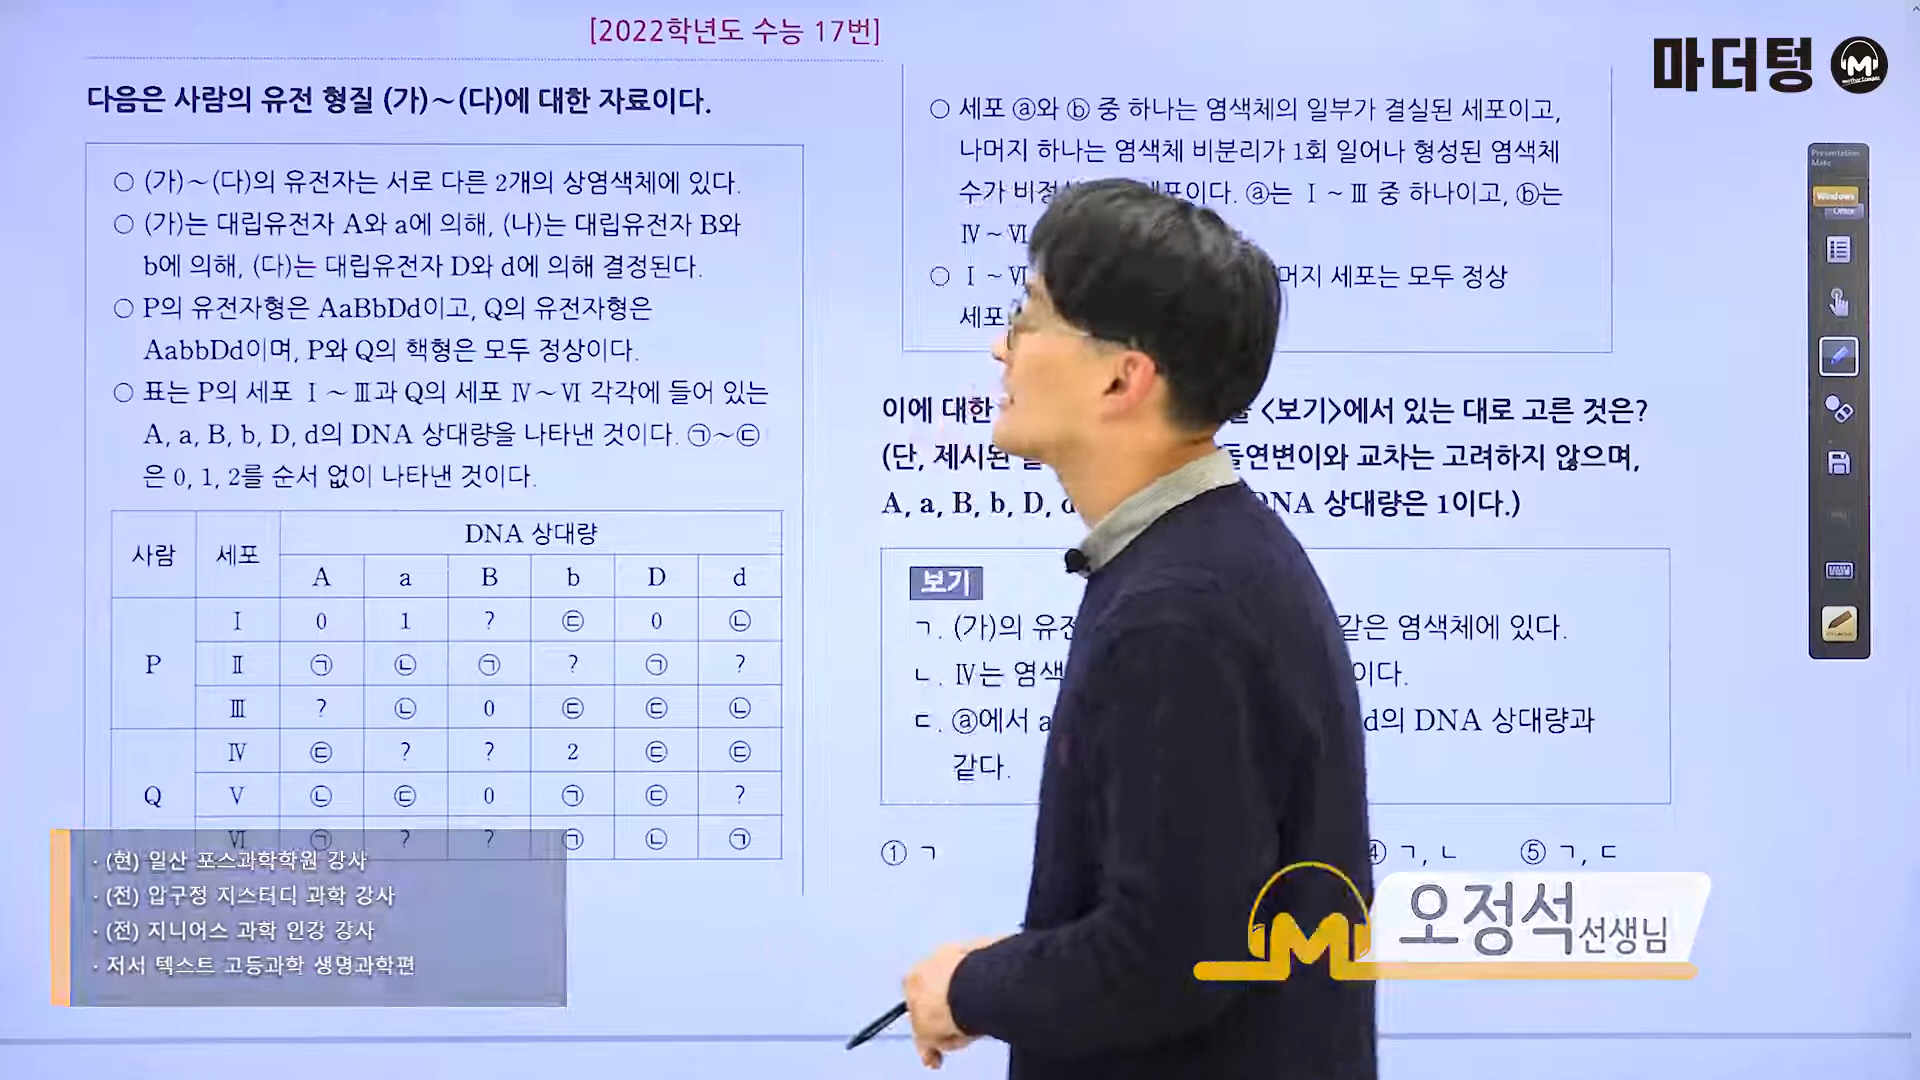 [2022학년도 수능 17번]
마더텅
다음은 사람의 유전 형질 (가)~(다)에 대한 자료이다.
○ (가)~(다)의 유전자는 서로 다른 2개의 상염색체에 있다.
○ (가)는 대립유전자 A와 a에 의해, (나)는 대립유전자 B와
b에 의해, (다)는 대립유전자 D와 d에 의해 결정된다.
○ P의 유전자형은 AaBbDd이고, Q의 유전자형은
AabbDd이며, P와 Q의 핵형은 모두 정상이다.
○ 표는 P의 세포 Ⅰ~Ⅲ과 Q의 세포 Ⅳ~Ⅵ 각각에 들어 있는
A, a, B, b, D, d의 DNA 상대량을 나타낸 것이다. ㉠~㉢
은 0, 1, 2를 순서 없이 나타낸 것이다.
사람 세포 DNA 상대량
A a B b D d
P
Ⅰ 0 1 ? ㉢ 0 ㉡
Ⅱ ㉠ ㉡ ㉠ ? ㉠ ?
Ⅲ ? ㉡ 0 ㉢ ㉢ ㉡
Q
Ⅳ ㉢ ? ? 2 ㉢ ㉢
Ⅴ ㉡ ㉢ 0 ㉠ ㉢ ?
Ⅵ ㉠ ? ? ㉠ ㉡ ㉠
· (현) 일산 포스과학학원 강사
· (전) 압구정 지스터디 과학 강사
· (전) 지니어스 과학 인강 강사
· 저서 텍스트 고등과학 생명과학편
○ 세포 ⓐ와 ⓑ 중 하나는 염색체의 일부가 결실된 세포이고,
나머지 하나는 염색체 비분리가 1회 일어나 형성된 염색체
수가 이다. ⓐ는 Ⅰ~Ⅲ 중 하나이고, ⓑ는
Ⅳ~Ⅵ
○ Ⅰ~Ⅵ 머지 세포는 모두 정상
세포
이에 대한 <보기>에서 있는 대로 고른 것은?
(단, 제시된 돌연변이와 교차는 고려하지 않으며,
A, a, B, b, D, d DNA 상대량은 1이다.)
보기
ㄱ. (가)의 유전 같은 염색체에 있다.
ㄴ. Ⅳ는 염색 이다.
ㄷ. ⓐ에서 a d의 DNA 상대량과
같다.
① ㄱ ④ ㄱ, ㄴ ⑤ ㄱ, ㄷ
오정석 선생님
Windows
Office